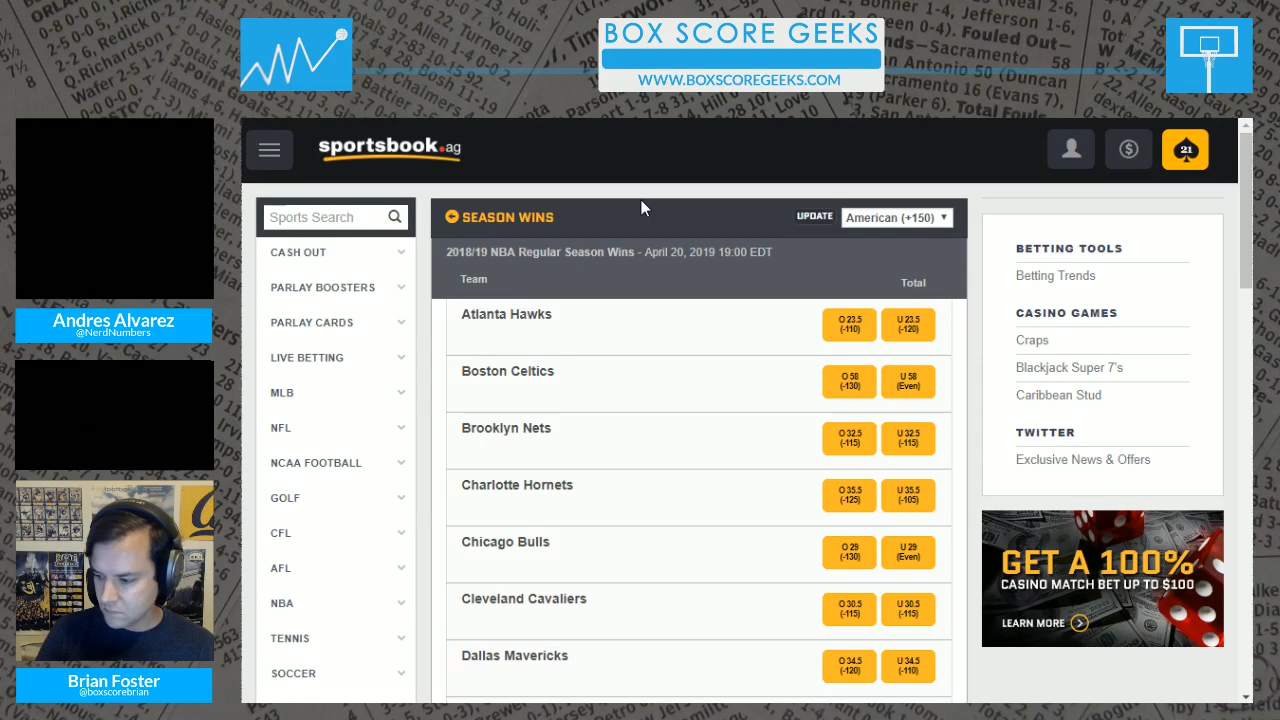 BOX SCORE GEEKS
WWW.BOXSCOREGEEKS.COM
sportsbook.ag
21
Andres Alvarez
@NerdNumbers
Brian Foster
@boxscorebrian
Sports Search
CASH OUT
PARLAY BOOSTERS
PARLAY CARDS
LIVE BETTING
MLB
NFL
NCAA FOOTBALL
GOLF
CFL
AFL
NBA
TENNIS
SOCCER
SEASON WINS
UPDATE
American (+150)
2018/19 NBA Regular Season Wins - April 20, 2019 19:00 EDT
Team Total
Atlanta Hawks
O 23.5 U 23.5
(-110) (-120)
Boston Celtics
O 58 U 58
(-130) (Even)
Brooklyn Nets
O 32.5 U 32.5
(-115) (-115)
Charlotte Hornets
O 35.5 U 35.5
(-125) (-105)
Chicago Bulls
O 29 U 29
(-130) (Even)
Cleveland Cavaliers
O 30.5 U 30.5
(-115) (-115)
Dallas Mavericks
O 34.5 U 34.5
(-120) (-110)
BETTING TOOLS
Betting Trends
CASINO GAMES
Craps
Blackjack Super 7's
Caribbean Stud
TWITTER
Exclusive News & Offers
GET A 100%
CASINO MATCH BET UP TO $100
LEARN MORE